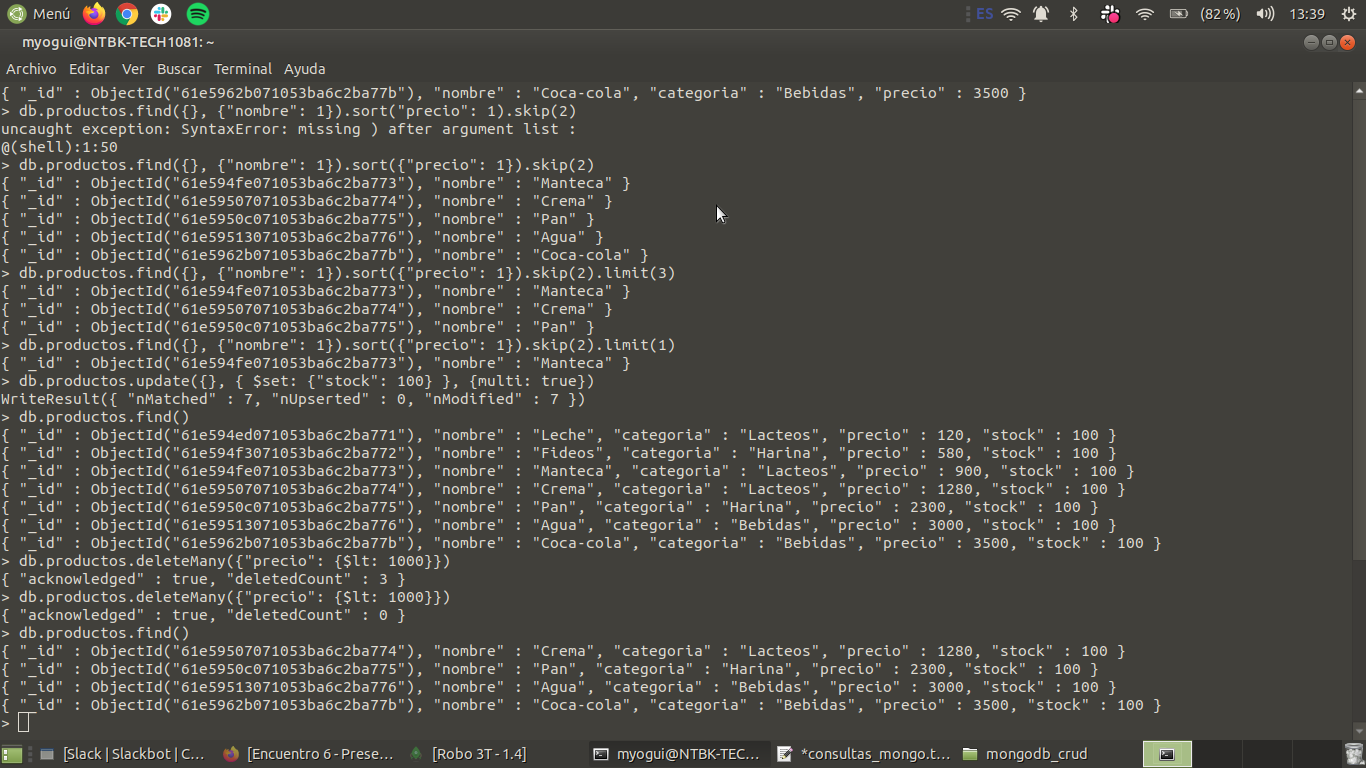 Menú ES (82%) 13:39
myogui@NTBK-TECH1081: ~
Archivo Editar Ver Buscar Terminal Ayuda
{ "_id" : ObjectId("61e5962b071053ba6c2ba77b"), "nombre" : "Coca-cola", "categoria" : "Bebidas", "precio" : 3500 }
> db.productos.find({}, {"nombre": 1}).sort("precio": 1).skip(2)
uncaught exception: SyntaxError: missing ) after argument list :
@(shell):1:50
> db.productos.find({}, {"nombre": 1}).sort({"precio": 1}).skip(2)
{ "_id" : ObjectId("61e594fe071053ba6c2ba773"), "nombre" : "Manteca" }
{ "_id" : ObjectId("61e59507071053ba6c2ba774"), "nombre" : "Crema" }
{ "_id" : ObjectId("61e5950c071053ba6c2ba775"), "nombre" : "Pan" }
{ "_id" : ObjectId("61e59513071053ba6c2ba776"), "nombre" : "Agua" }
{ "_id" : ObjectId("61e5962b071053ba6c2ba77b"), "nombre" : "Coca-cola" }
> db.productos.find({}, {"nombre": 1}).sort({"precio": 1}).skip(2).limit(3)
{ "_id" : ObjectId("61e594fe071053ba6c2ba773"), "nombre" : "Manteca" }
{ "_id" : ObjectId("61e59507071053ba6c2ba774"), "nombre" : "Crema" }
{ "_id" : ObjectId("61e5950c071053ba6c2ba775"), "nombre" : "Pan" }
> db.productos.find({}, {"nombre": 1}).sort({"precio": 1}).skip(2).limit(1)
{ "_id" : ObjectId("61e594fe071053ba6c2ba773"), "nombre" : "Manteca" }
> db.productos.update({}, { $set: {"stock": 100} }, {multi: true})
WriteResult({ "nMatched" : 7, "nUpserted" : 0, "nModified" : 7 })
> db.productos.find()
{ "_id" : ObjectId("61e594ed071053ba6c2ba771"), "nombre" : "Leche", "categoria" : "Lacteos", "precio" : 120, "stock" : 100 }
{ "_id" : ObjectId("61e594f3071053ba6c2ba772"), "nombre" : "Fideos", "categoria" : "Harina", "precio" : 580, "stock" : 100 }
{ "_id" : ObjectId("61e594fe071053ba6c2ba773"), "nombre" : "Manteca", "categoria" : "Lacteos", "precio" : 900, "stock" : 100 }
{ "_id" : ObjectId("61e59507071053ba6c2ba774"), "nombre" : "Crema", "categoria" : "Lacteos", "precio" : 1280, "stock" : 100 }
{ "_id" : ObjectId("61e5950c071053ba6c2ba775"), "nombre" : "Pan", "categoria" : "Harina", "precio" : 2300, "stock" : 100 }
{ "_id" : ObjectId("61e59513071053ba6c2ba776"), "nombre" : "Agua", "categoria" : "Bebidas", "precio" : 3000, "stock" : 100 }
{ "_id" : ObjectId("61e5962b071053ba6c2ba77b"), "nombre" : "Coca-cola", "categoria" : "Bebidas", "precio" : 3500, "stock" : 100 }
> db.productos.deleteMany({"precio": {$lt: 1000}})
{ "acknowledged" : true, "deletedCount" : 3 }
> db.productos.deleteMany({"precio": {$lt: 1000}})
{ "acknowledged" : true, "deletedCount" : 0 }
> db.productos.find()
{ "_id" : ObjectId("61e59507071053ba6c2ba774"), "nombre" : "Crema", "categoria" : "Lacteos", "precio" : 1280, "stock" : 100 }
{ "_id" : ObjectId("61e5950c071053ba6c2ba775"), "nombre" : "Pan", "categoria" : "Harina", "precio" : 2300, "stock" : 100 }
{ "_id" : ObjectId("61e59513071053ba6c2ba776"), "nombre" : "Agua", "categoria" : "Bebidas", "precio" : 3000, "stock" : 100 }
{ "_id" : ObjectId("61e5962b071053ba6c2ba77b"), "nombre" : "Coca-cola", "categoria" : "Bebidas", "precio" : 3500, "stock" : 100 }
>
[Slack | Slackbot | C... [Encuentro 6 - Prese... [Robo 3T - 1.4] myogui@NTBK-TEC... *consultas_mongo.t... mongodb_crud